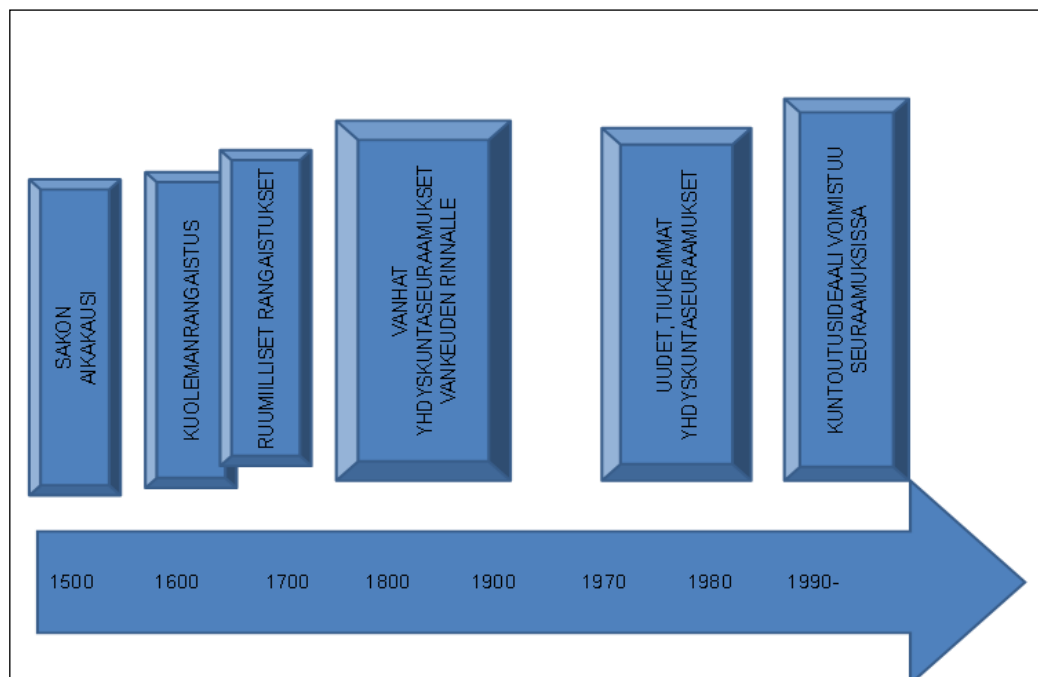 SAKON
AIKAKAUSI
KUOLEMANRANGAISTUS
RUUMIILLISET RANGAISTUKSET
VANHAT
YHDYSKUNTASEURAAMUKSET
VANKEUDEN RINNALLE
UUDET, TIUKEMMAT
YHDYSKUNTASEURAAMUKSET
KUNTOUTUSIDEAALI VOIMISTUU
SEURAAMUKSISSA
1500 1600 1700 1800 1900 1970 1980 1990-